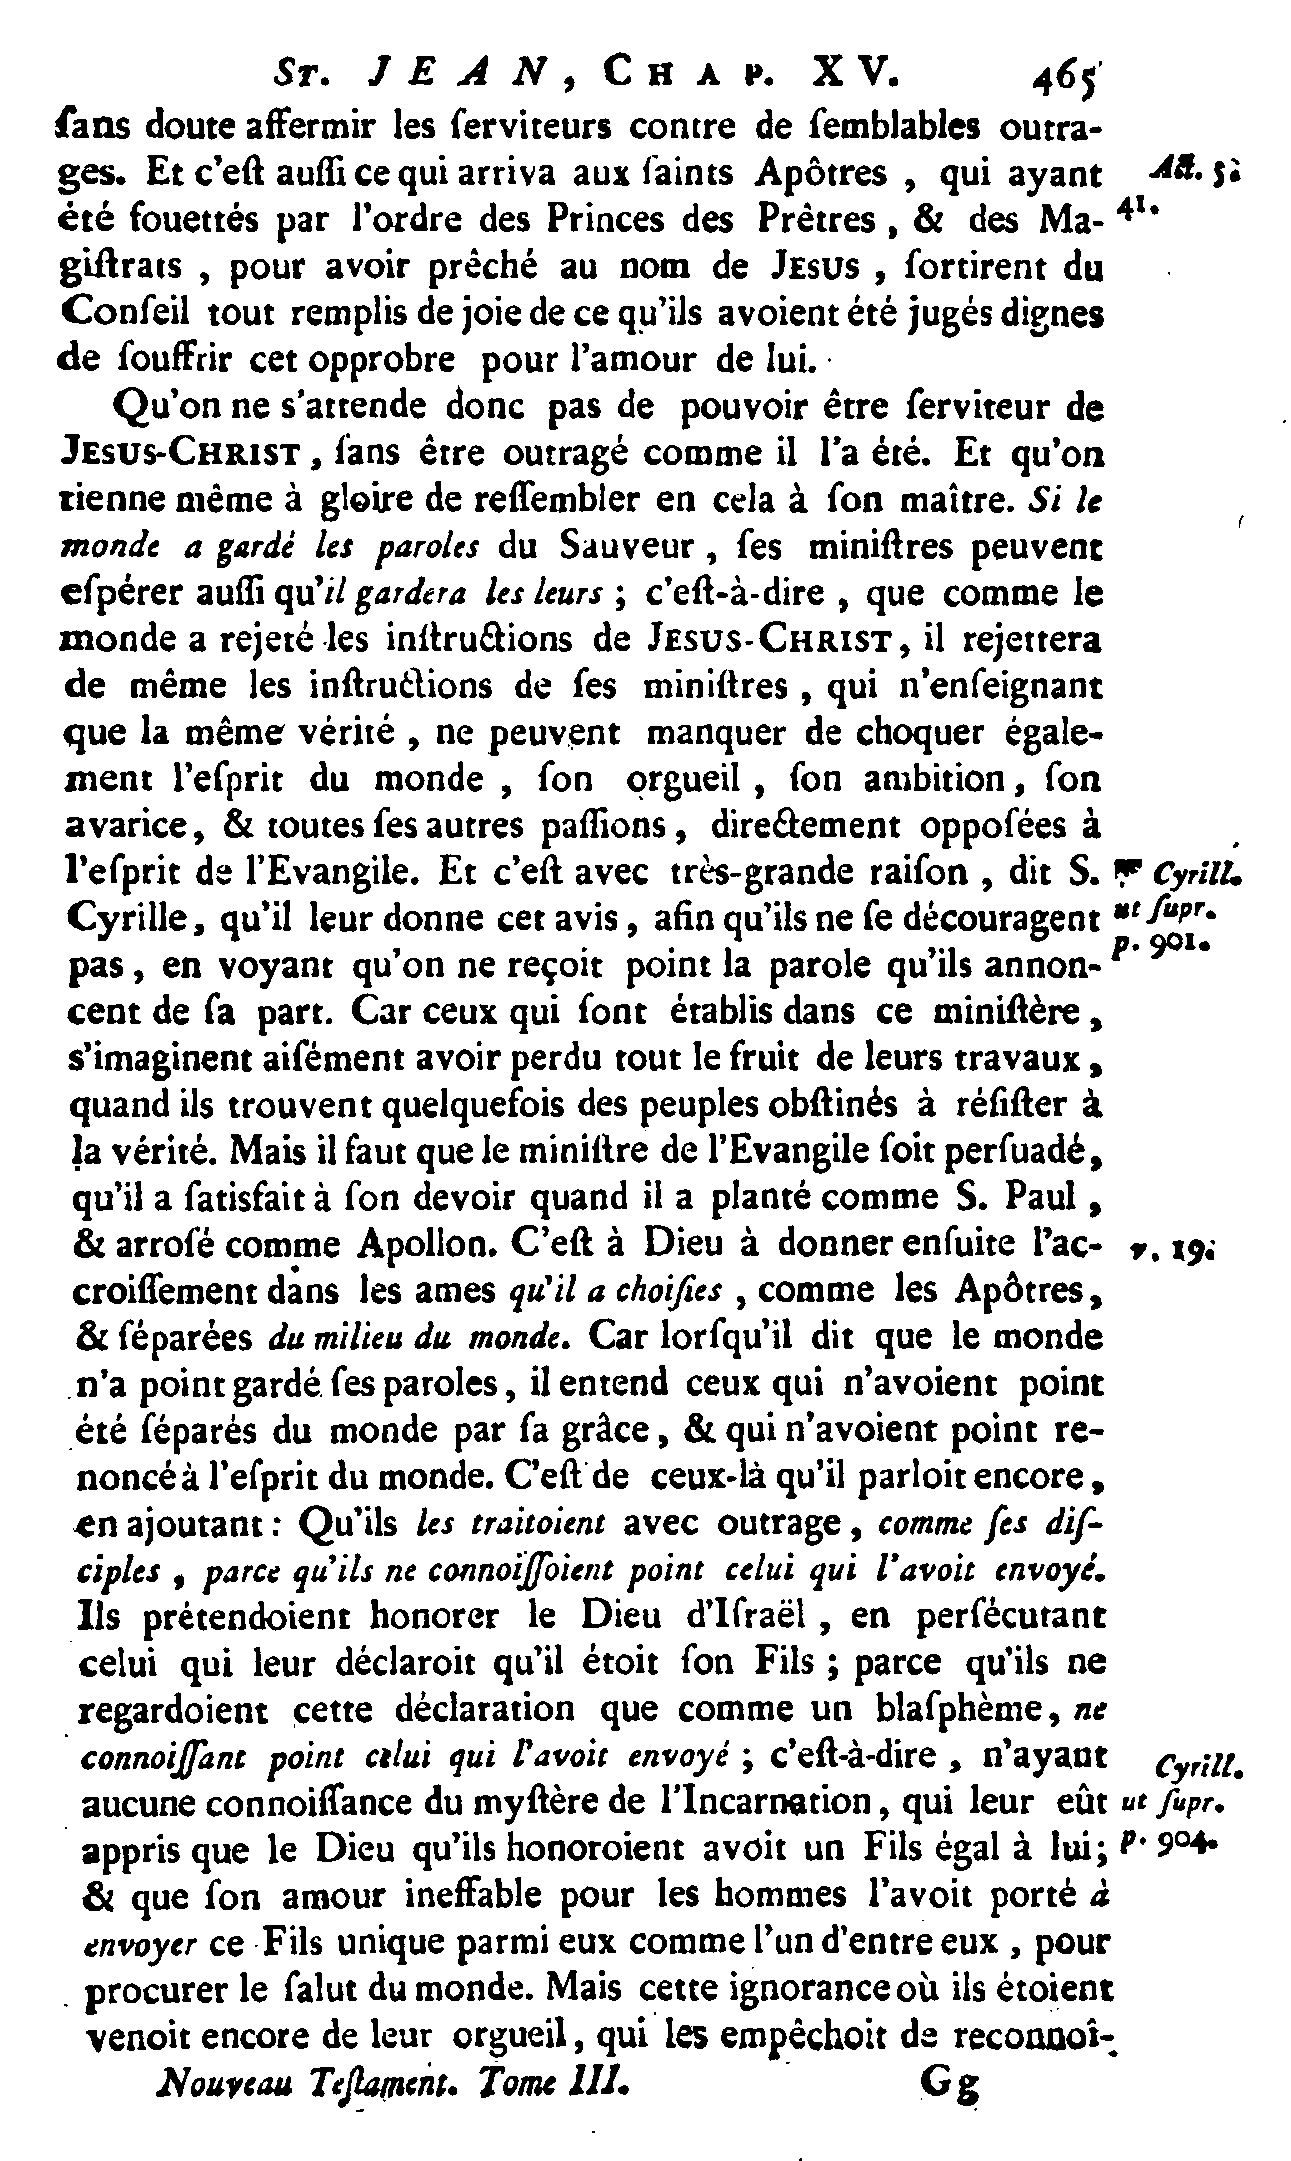 St. JEAN, CHAP. XV. 465
ſans doute affermir les ſerviteurs contre de ſemblables outra-
ges. Et c'eſt auſſi ce qui arriva aux ſaints Apôtres, qui ayant
Act. 5.
été fouettés par l'ordre des Princes des Prêtres, & des Ma-
41.
giſtrats, pour avoir prêché au nom de JESUS, ſortirent du
Conſeil tout remplis de joie de ce qu'ils avoient été jugés dignes
de ſouffrir cet opprobre pour l'amour de lui.
Qu'on ne s'attende donc pas de pouvoir être ſerviteur de
JESUS-CHRIST, ſans être outragé comme il l'a été. Et qu'on
tienne même à gloire de reſſembler en cela à ſon maître. Si le
monde a gardé les paroles du Sauveur, ſes miniſtres peuvent
eſpérer auſſi qu'il gardera les leurs; c'eſt-à-dire, que comme le
monde a rejeté les inſtructions de JESUS-CHRIST, il rejettera
de même les inſtructions de ſes miniſtres, qui n'enſeignant
que la même vérité, ne peuvent manquer de choquer égale-
ment l'eſprit du monde, ſon orgueil, ſon ambition, ſon
avarice, & toutes ſes autres paſſions, directement oppoſées à
l'eſprit de l'Evangile. Et c'eſt avec très-grande raiſon, dit S.
Cyrill.
Cyrille, qu'il leur donne cet avis, afin qu'ils ne ſe découragent
ut ſupr.
p. 901.
pas, en voyant qu'on ne reçoit point la parole qu'ils annon-
cent de ſa part. Car ceux qui ſont établis dans ce miniſtère,
s'imaginent aiſément avoir perdu tout le fruit de leurs travaux,
quand ils trouvent quelquefois des peuples obſtinés à réſiſter à
la vérité. Mais il faut que le miniſtre de l'Evangile ſoit perſuadé,
qu'il a ſatisfait à ſon devoir quand il a planté comme S. Paul,
& arroſé comme Apollon. C'eſt à Dieu à donner enſuite l'ac-
v. 19.
croiſſement dans les ames qu'il a choiſies, comme les Apôtres,
& ſéparées du milieu du monde. Car lorſqu'il dit que le monde
n'a point gardé ſes paroles, il entend ceux qui n'avoient point
été ſéparés du monde par ſa grâce, & qui n'avoient point re-
noncé à l'eſprit du monde. C'eſt de ceux-là qu'il parloit encore,
en ajoutant: Qu'ils les traitoient avec outrage, comme ſes diſ-
ciples, parce qu'ils ne connoiſſoient point celui qui l'avoit envoyé.
Ils prétendoient honorer le Dieu d'Iſraël, en perſécutant
celui qui leur déclaroit qu'il étoit ſon Fils; parce qu'ils ne
regardoient cette déclaration que comme un blaſphème, ne
connoiſſant point celui qui l'avoit envoyé; c'eſt-à-dire, n'ayant
Cyrill.
aucune connoiſſance du myſtère de l'Incarnation, qui leur eût
ut ſupr.
appris que le Dieu qu'ils honoroient avoit un Fils égal à lui;
p. 904.
& que ſon amour ineffable pour les hommes l'avoit porté à
envoyer ce Fils unique parmi eux comme l'un d'entre eux, pour
procurer le ſalut du monde. Mais cette ignorance où ils étoient
venoit encore de leur orgueil, qui les empêchoit de reconnoî-
Nouveau Teſtament. Tome III. Gg